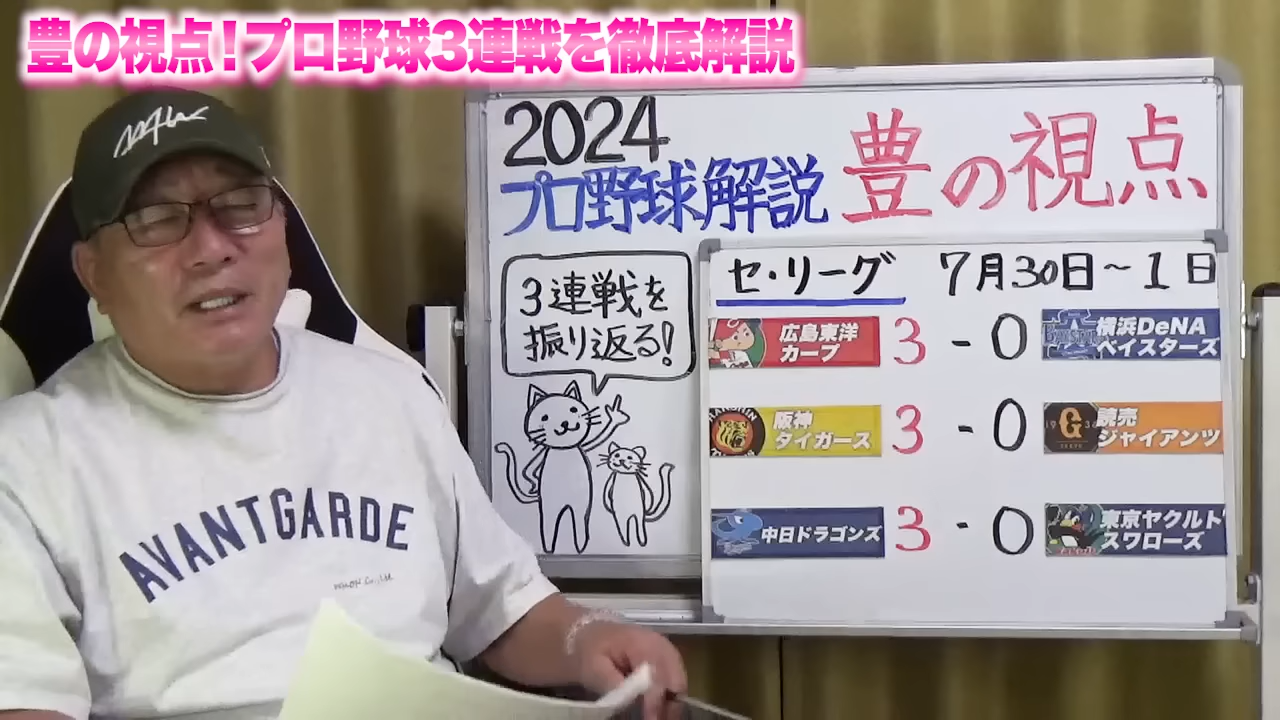 豊の視点！プロ野球3連戦を徹底解説
2024
プロ野球解説 豊の視点
3連戦を
振り返る!
セ・リーグ 7月30日~1日
広島東洋
カープ
3 - 0
横浜DeNA
ベイスターズ
阪神
タイガース
3 - 0
G
読売
ジャイアンツ
中日ドラゴンズ
3 - 0
東京ヤクルト
スワローズ
AVANTGARDE